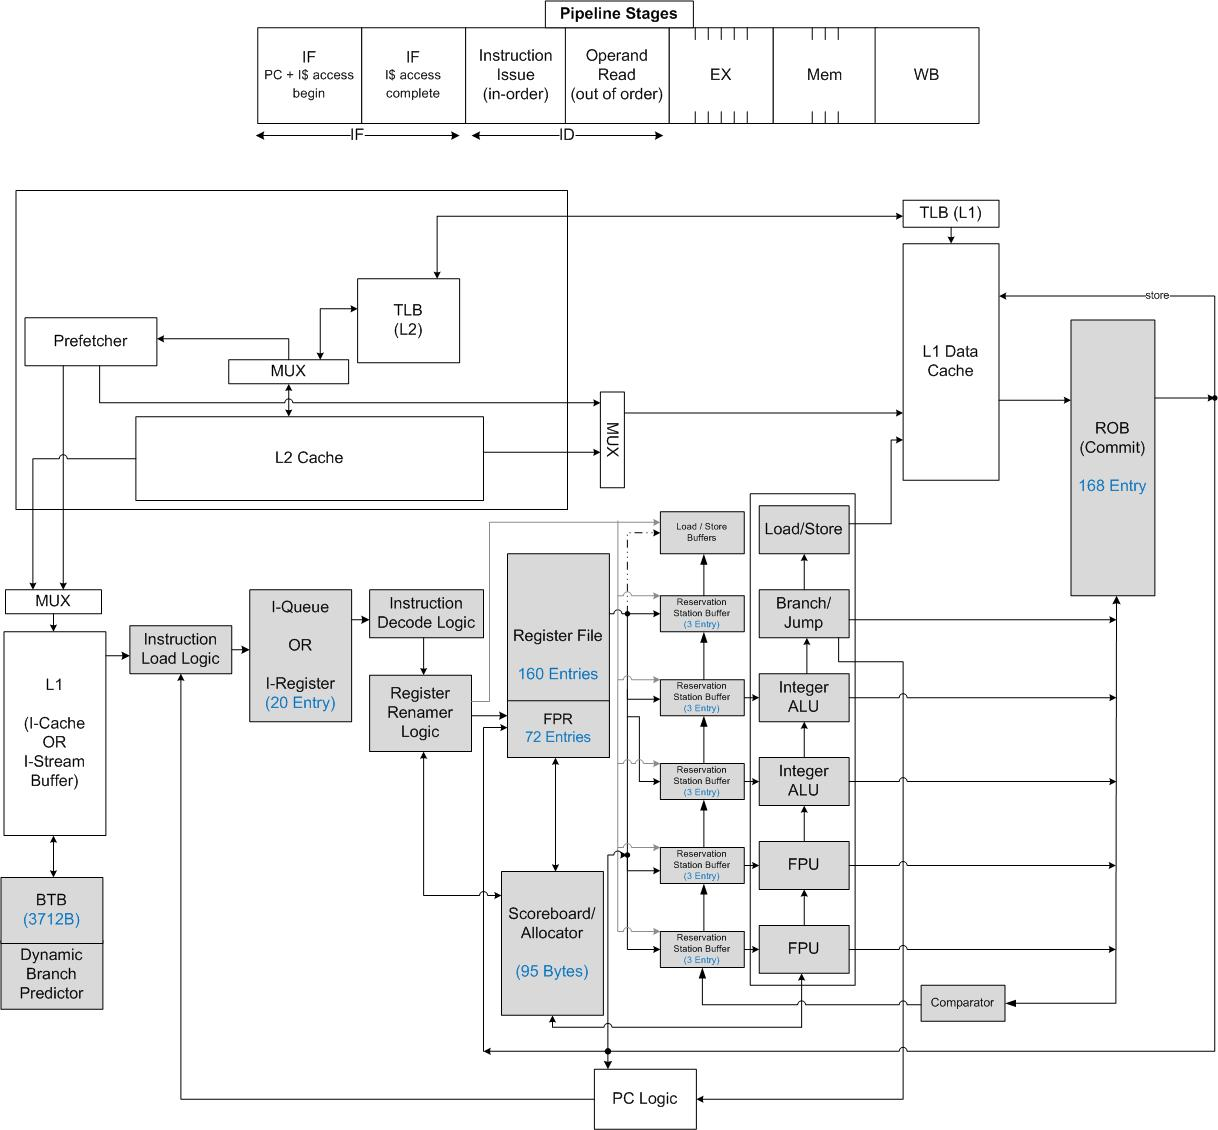 Pipeline Stages
IF
PC + I$ access
begin
IF
I$ access
complete
Instruction
Issue
(in-order)
Operand
Read
(out of order)
EX
Mem
WB
IF
ID
TLB (L1)
TLB
(L2)
Prefetcher
MUX
L2 Cache
MUX
L1 Data
Cache
store
ROB
(Commit)
168 Entry
MUX
L1
(I-Cache
OR
I-Stream
Buffer)
BTB
(3712B)
Dynamic
Branch
Predictor
Instruction
Load Logic
I-Queue
OR
I-Register
(20 Entry)
Instruction
Decode Logic
Register
Renamer
Logic
Register File
160 Entries
FPR
72 Entries
Scoreboard/
Allocator
(95 Bytes)
Load / Store
Buffers
Reservation
Station Buffer
(3 Entry)
Reservation
Station Buffer
(3 Entry)
Reservation
Station Buffer
(3 Entry)
Reservation
Station Buffer
(3 Entry)
Reservation
Station Buffer
(3 Entry)
Load/Store
Branch/
Jump
Integer
ALU
Integer
ALU
FPU
FPU
Comparator
PC Logic